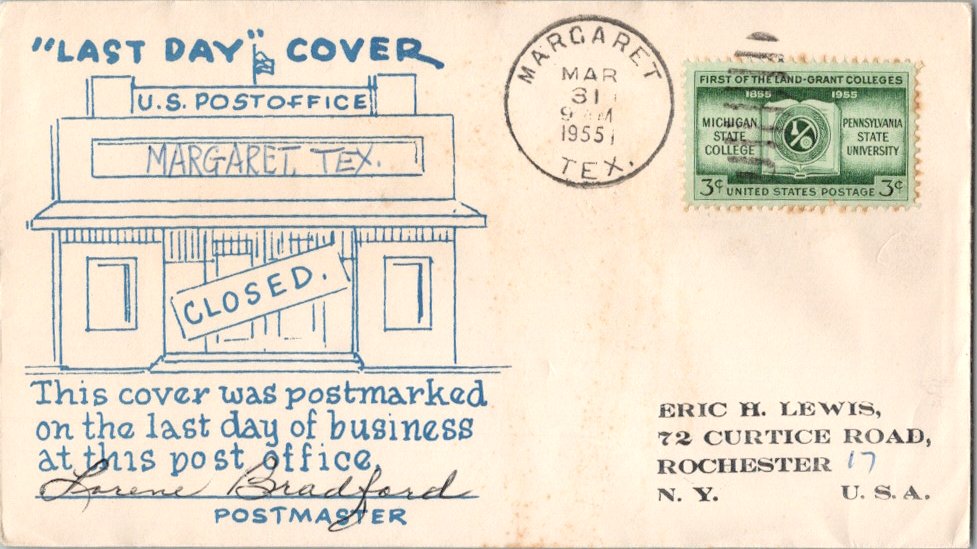 "LAST DAY" COVER
U.S. POSTOFFICE
MARGARET, TEX.
CLOSED.
This cover was postmarked
on the last day of business
at this post office
Lorene Bradford
POSTMASTER
MARGARET
MAR
31
9 AM
1955
TEX.
FIRST OF THE LAND-GRANT COLLEGES
1855 1955
MICHIGAN STATE COLLEGE
PENNSYLVANIA STATE UNIVERSITY
3¢ UNITED STATES POSTAGE 3¢
ERIC H. LEWIS,
72 CURTICE ROAD,
ROCHESTER 17
N. Y. U. S. A.